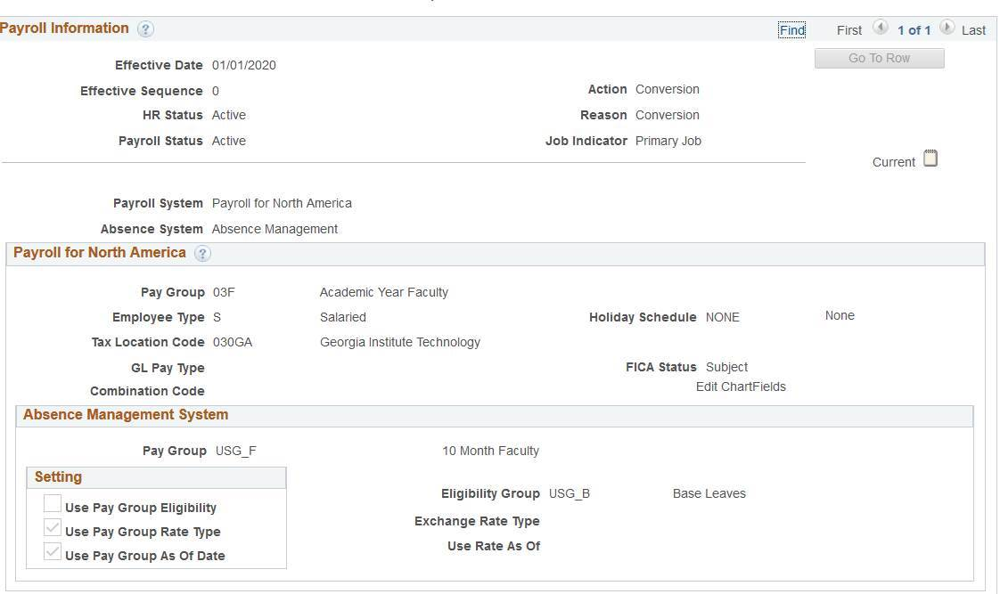 Payroll Information ? Find First 1 of 1 Last
Go To Row
Effective Date 01/01/2020
Effective Sequence 0 Action Conversion
HR Status Active Reason Conversion
Payroll Status Active Job Indicator Primary Job
Current
Payroll System Payroll for North America
Absence System Absence Management
Payroll for North America ?
Pay Group 03F Academic Year Faculty
Employee Type S Salaried Holiday Schedule NONE None
Tax Location Code 030GA Georgia Institute Technology
GL Pay Type FICA Status Subject
Edit ChartFields
Combination Code
Absence Management System
Pay Group USG_F 10 Month Faculty
Setting
Eligibility Group USG_B Base Leaves
Use Pay Group Eligibility
Exchange Rate Type
Use Pay Group Rate Type
Use Rate As Of
Use Pay Group As Of Date